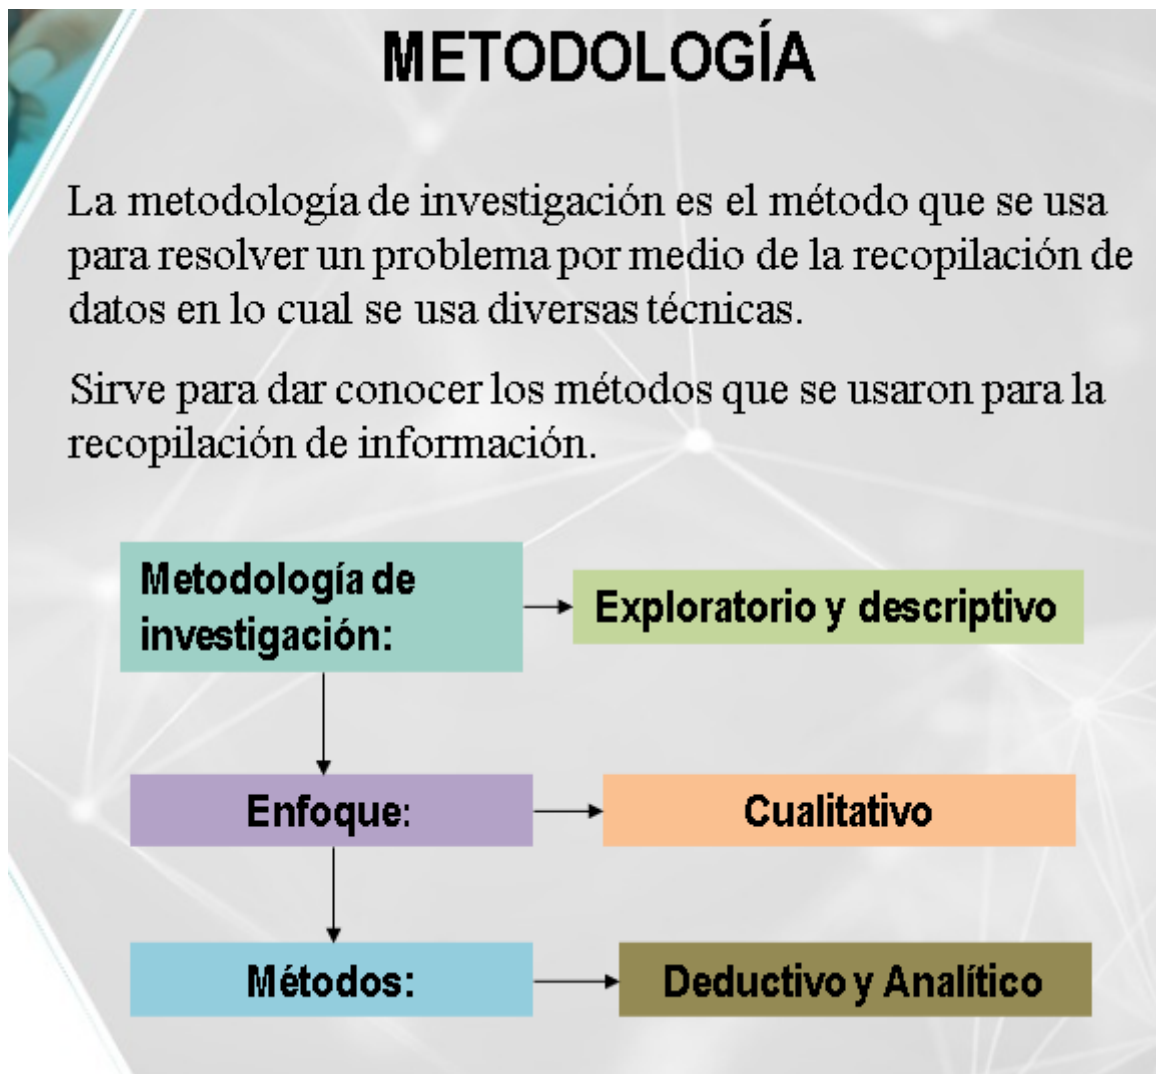 METODOLOGÍA
La metodología de investigación es el método que se usa
para resolver un problema por medio de la recopilación de
datos en lo cual se usa diversas técnicas.
Sirve para dar conocer los métodos que se usaron para la
recopilación de información.
Metodología de
investigación:
Exploratorio y descriptivo
Enfoque:
Cualitativo
Métodos:
Deductivo y Analítico